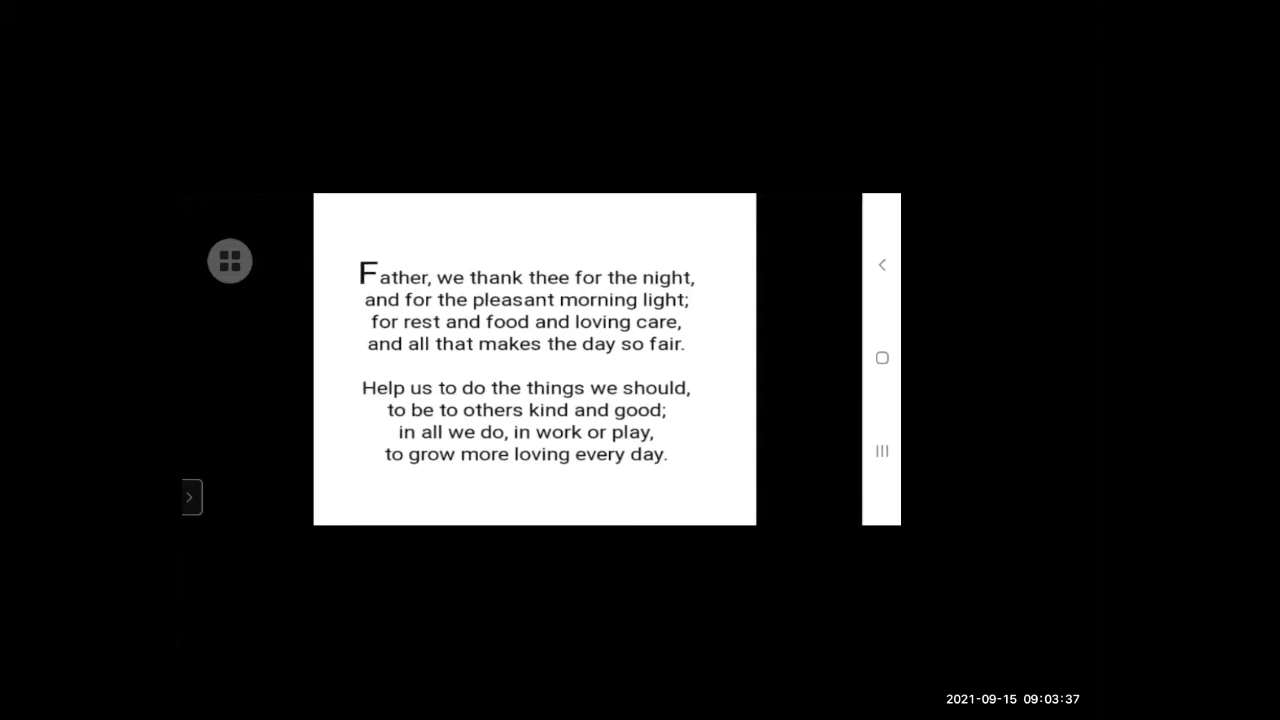 Father, we thank thee for the night,
and for the pleasant morning light;
for rest and food and loving care,
and all that makes the day so fair.
Help us to do the things we should,
to be to others kind and good;
in all we do, in work or play,
to grow more loving every day.
2021-09-15 09:03:37